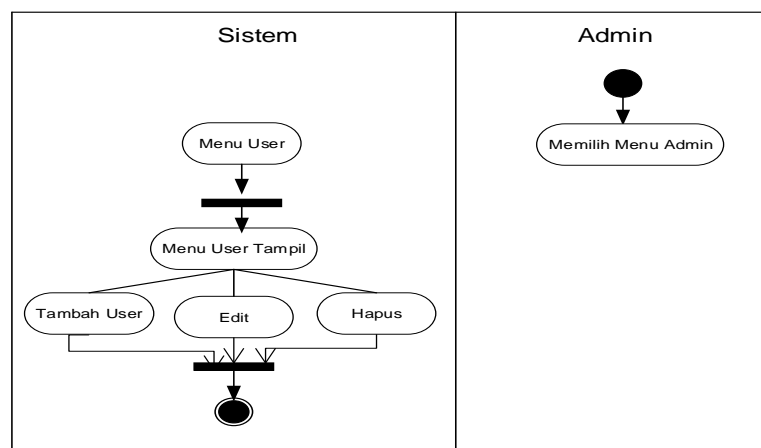 Sistem
Admin
Menu User
Memilih Menu Admin
Menu User Tampil
Tambah User
Edit
Hapus